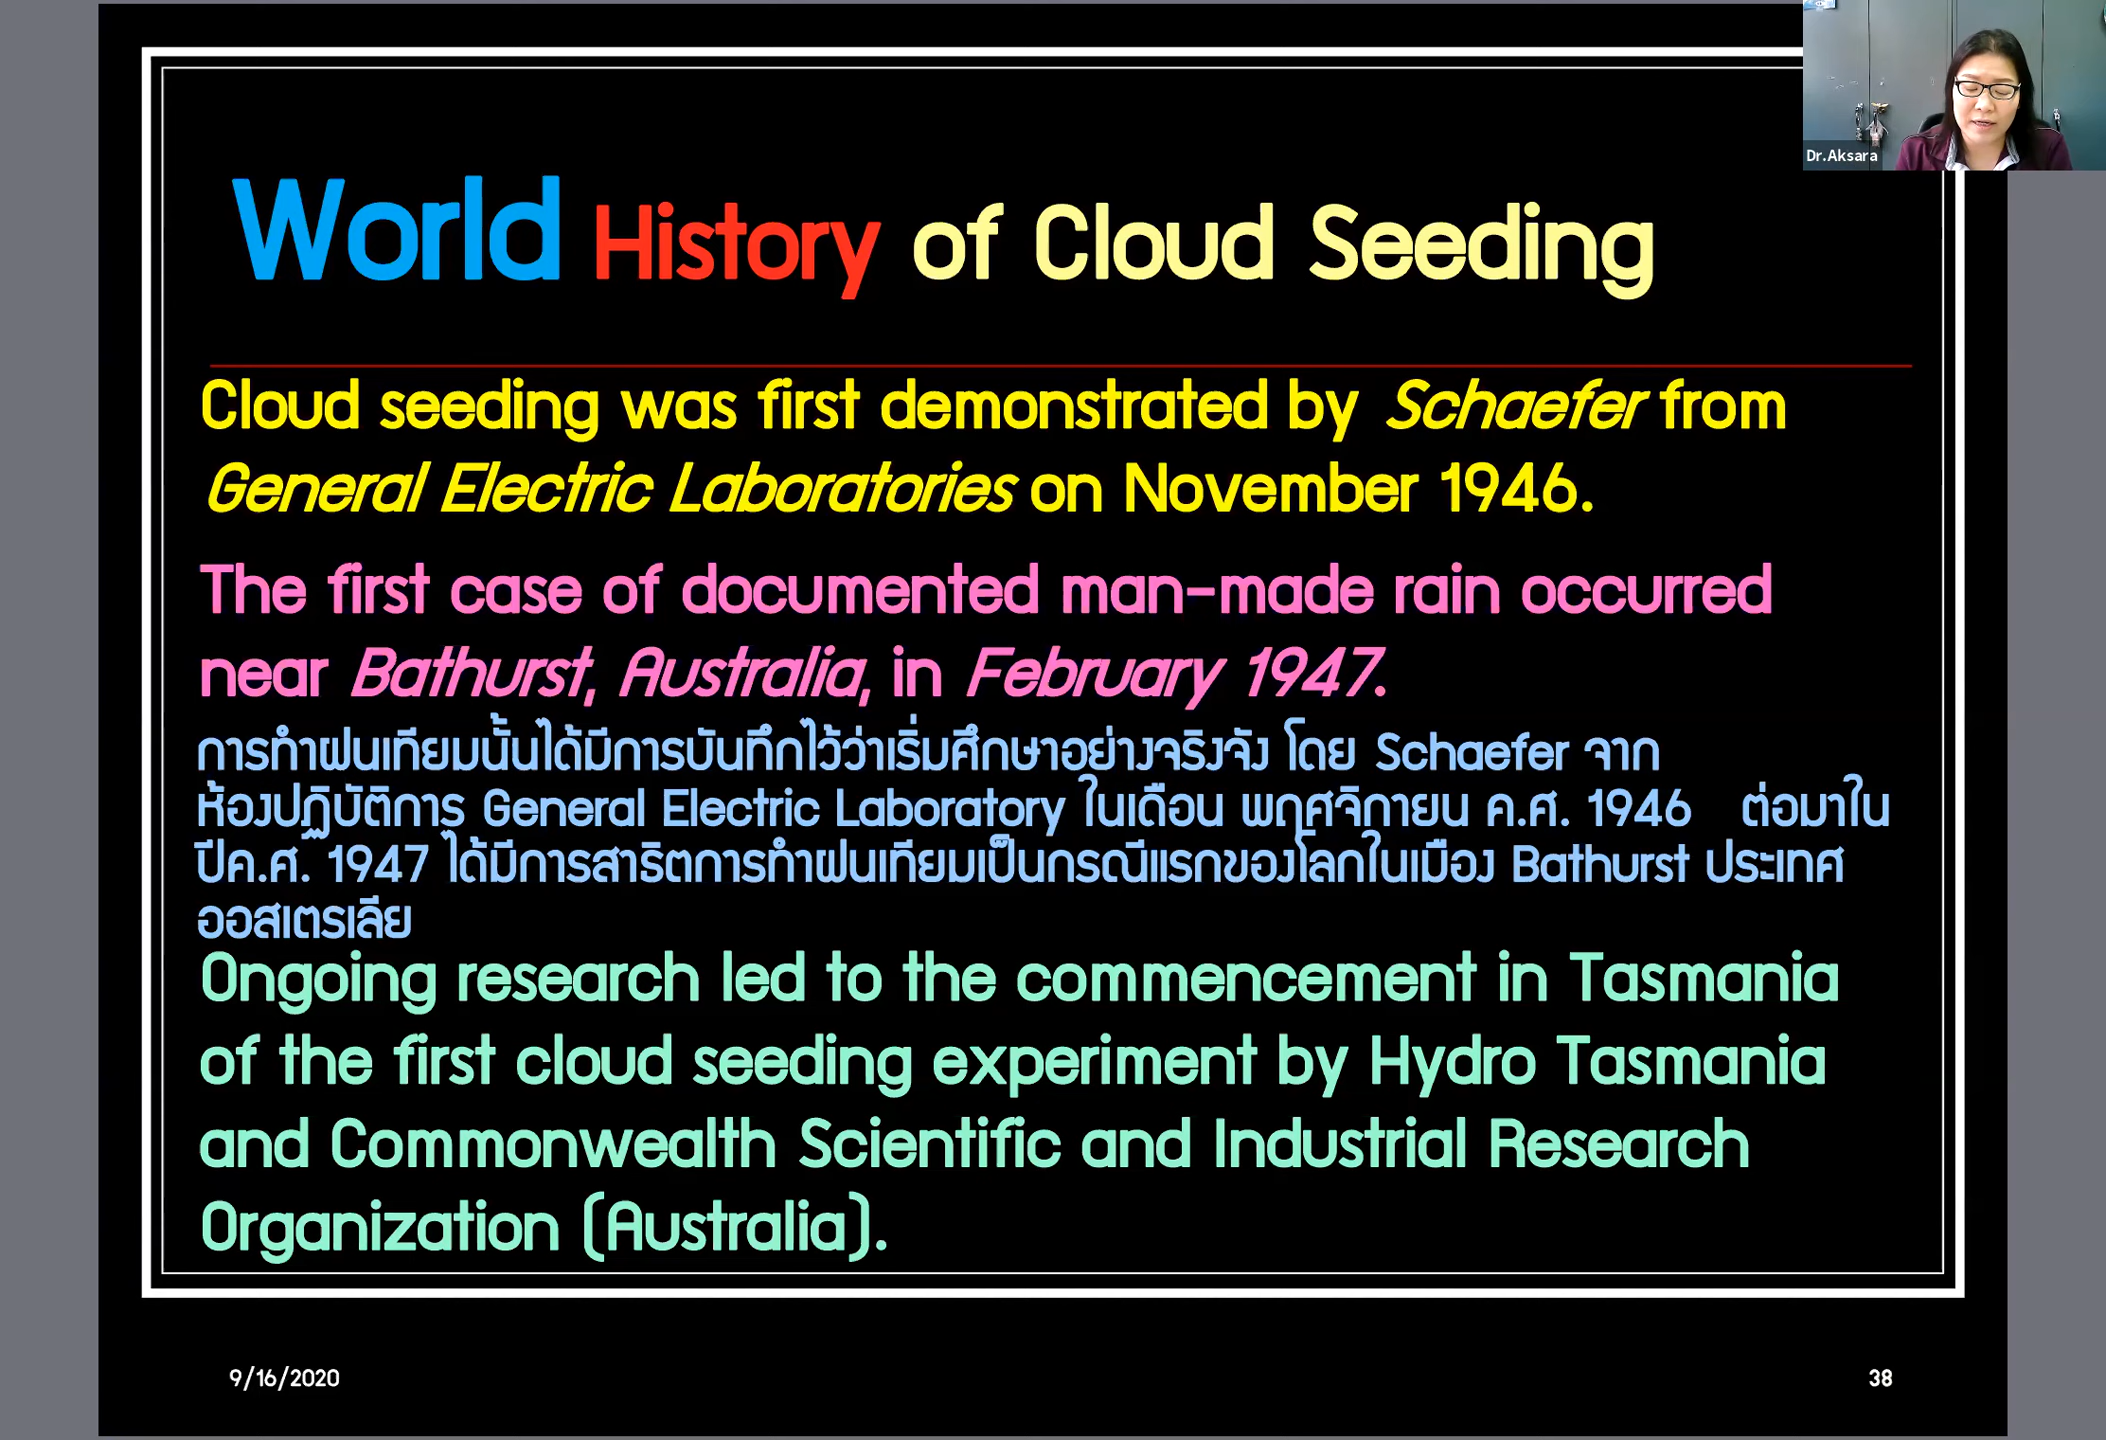 Dr.Aksara
World History of Cloud Seeding
Cloud seeding was first demonstrated by Schaefer from
General Electric Laboratories on November 1946.
The first case of documented man-made rain occurred
near Bathurst, Australia, in February 1947.
การทำฝนเทียมนั้นได้มีการบันทึกไว้ว่าเริ่มศึกษาอย่างจริงจัง โดย Schaefer จาก
ห้องปฏิบัติการ General Electric Laboratory ในเดือน พฤศจิกายน ค.ศ. 1946 ต่อมาใน
ปีค.ศ. 1947 ได้มีการสาธิตการทำฝนเทียมเป็นกรณีแรกของโลกในเมือง Bathurst ประเทศ
ออสเตรเลีย
Ongoing research led to the commencement in Tasmania
of the first cloud seeding experiment by Hydro Tasmania
and Commonwealth Scientific and Industrial Research
Organization (Australia).
9/16/2020
38